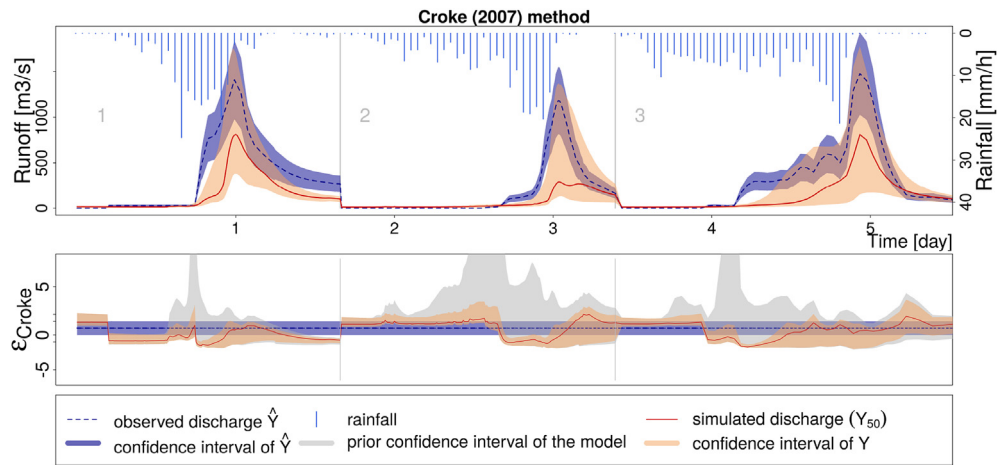 Croke (2007) method
Runoff [m3/s]
0
500
1000
1
2
3
0
10
20
30
40
Rainfall [mm/h]
1
2
3
4
5
Time [day]
εCroke
5
0
-5
observed discharge Ŷ
rainfall
simulated discharge (Y50)
confidence interval of Ŷ
prior confidence interval of the model
confidence interval of Y